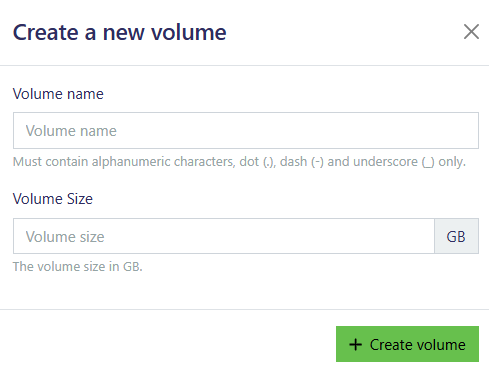 Create a new volume
Volume name
Volume name
Must contain alphanumeric characters, dot (.), dash (-) and underscore (_) only.
Volume Size
Volume size
GB
The volume size in GB.
Create volume